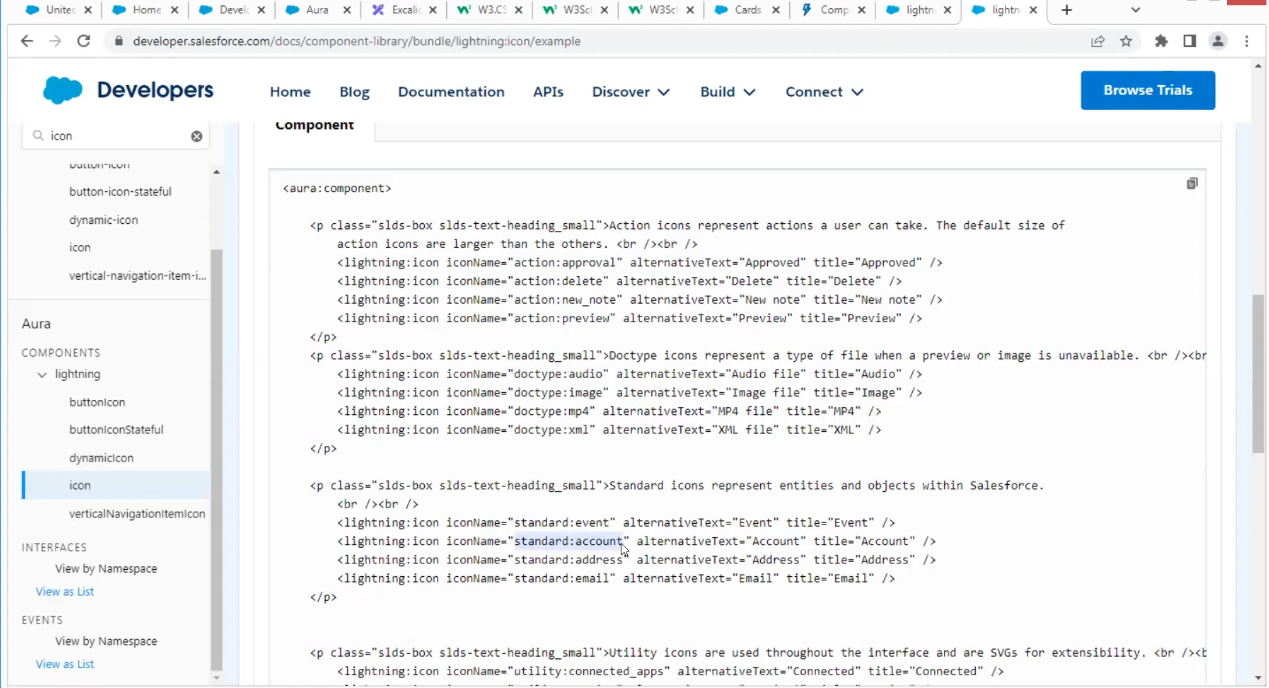 Unitec
Home
Develo
Aura
Excalic
W3.CS
W3Sch
W3Sch
Cards
Comp
lightni
lightni
developer.salesforce.com/docs/component-library/bundle/lightning:icon/example
Developers
Home
Blog
Documentation
APIs
Discover
Build
Connect
Browse Trials
icon
button-icon
button-icon-stateful
dynamic-icon
icon
vertical-navigation-item-i...
Aura
COMPONENTS
lightning
buttonIcon
buttonIconStateful
dynamicIcon
icon
verticalNavigationItemIcon
INTERFACES
View by Namespace
View as List
EVENTS
View by Namespace
View as List
Component
<aura:component>
<p class="slds-box slds-text-heading_small">Action icons represent actions a user can take. The default size of
action icons are larger than the others. <br /><br />
<lightning:icon iconName="action:approval" alternativeText="Approved" title="Approved" />
<lightning:icon iconName="action:delete" alternativeText="Delete" title="Delete" />
<lightning:icon iconName="action:new_note" alternativeText="New note" title="New note" />
<lightning:icon iconName="action:preview" alternativeText="Preview" title="Preview" />
</p>
<p class="slds-box slds-text-heading_small">Doctype icons represent a type of file when a preview or image is unavailable. <br /><br
<lightning:icon iconName="doctype:audio" alternativeText="Audio file" title="Audio" />
<lightning:icon iconName="doctype:image" alternativeText="Image file" title="Image" />
<lightning:icon iconName="doctype:mp4" alternativeText="MP4 file" title="MP4" />
<lightning:icon iconName="doctype:xml" alternativeText="XML file" title="XML" />
</p>
<p class="slds-box slds-text-heading_small">Standard icons represent entities and objects within Salesforce.
<br /><br />
<lightning:icon iconName="standard:event" alternativeText="Event" title="Event" />
<lightning:icon iconName="standard:account" alternativeText="Account" title="Account" />
<lightning:icon iconName="standard:address" alternativeText="Address" title="Address" />
<lightning:icon iconName="standard:email" alternativeText="Email" title="Email" />
</p>
<p class="slds-box slds-text-heading_small">Utility icons are used throughout the interface and are SVGs for extensibility. <br /><b
<lightning:icon iconName="utility:connected_apps" alternativeText="Connected" title="Connected" />